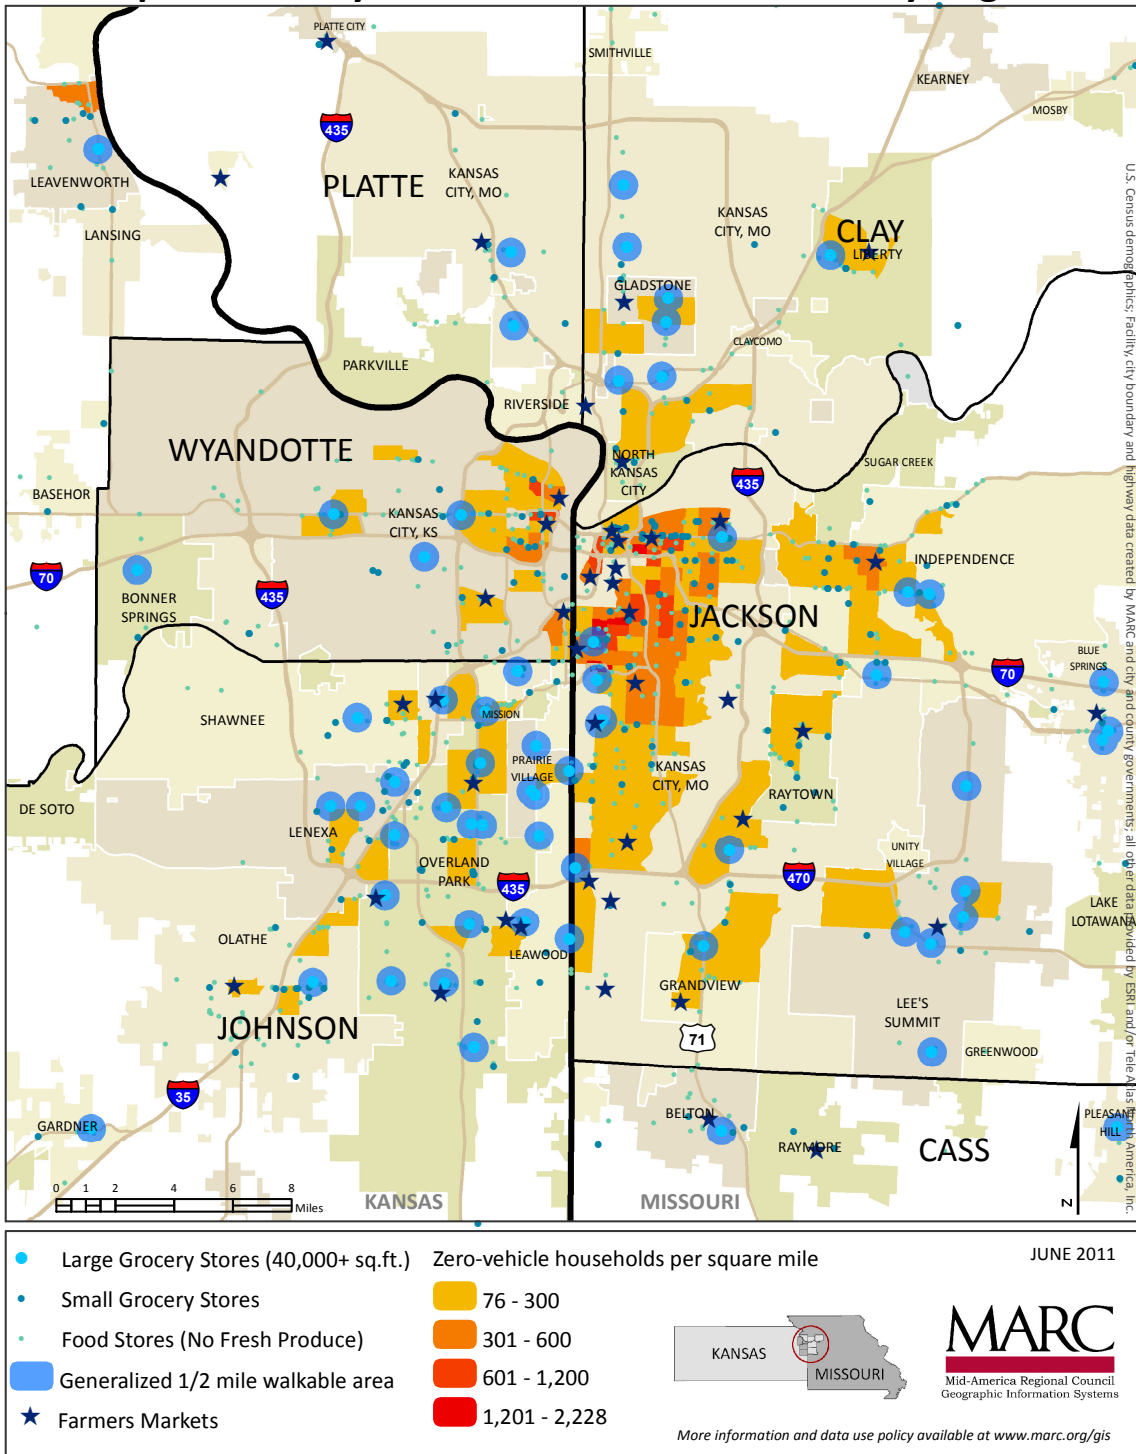 PLATTE CITY
SMITHVILLE
KEARNEY
MOSBY
435
KANSAS
CITY, MO
PLATTE
LEAVENWORTH
KANSAS
CITY, MO
CLAY
LIBERTY
LANSING
GLADSTONE
CLAYCOMO
PARKVILLE
RIVERSIDE
WYANDOTTE
NORTH
KANSAS
CITY
SUGAR CREEK
435
BASEHOR
KANSAS
CITY, KS
INDEPENDENCE
70
435
BONNER
SPRINGS
JACKSON
BLUE
SPRINGS
70
SHAWNEE
MISSION
PRAIRIE
VILLAGE
KANSAS
CITY, MO
RAYTOWN
DE SOTO
LENEXA
OVERLAND
PARK
435
470
UNITY
VILLAGE
LAKE
LOTAWANA
OLATHE
LEAWOOD
GRANDVIEW
LEE'S
SUMMIT
JOHNSON
71
GREENWOOD
35
GARDNER
BELTON
RAYMORE
CASS
PLEASANT
HILL
0 1 2 4 6 8
Miles
KANSAS
MISSOURI
N
U.S. Census demographics; Facility, city boundary and highway data created by MARC and city and county governments; all other data provided by ESRI and/or Tele Atlas North America, Inc.
Large Grocery Stores (40,000+ sq.ft.)
Small Grocery Stores
Food Stores (No Fresh Produce)
Generalized 1/2 mile walkable area
Farmers Markets
Zero-vehicle households per square mile
76 - 300
301 - 600
601 - 1,200
1,201 - 2,228
KANSAS
MISSOURI
JUNE 2011
MARC
Mid-America Regional Council
Geographic Information Systems
More information and data use policy available at www.marc.org/gis